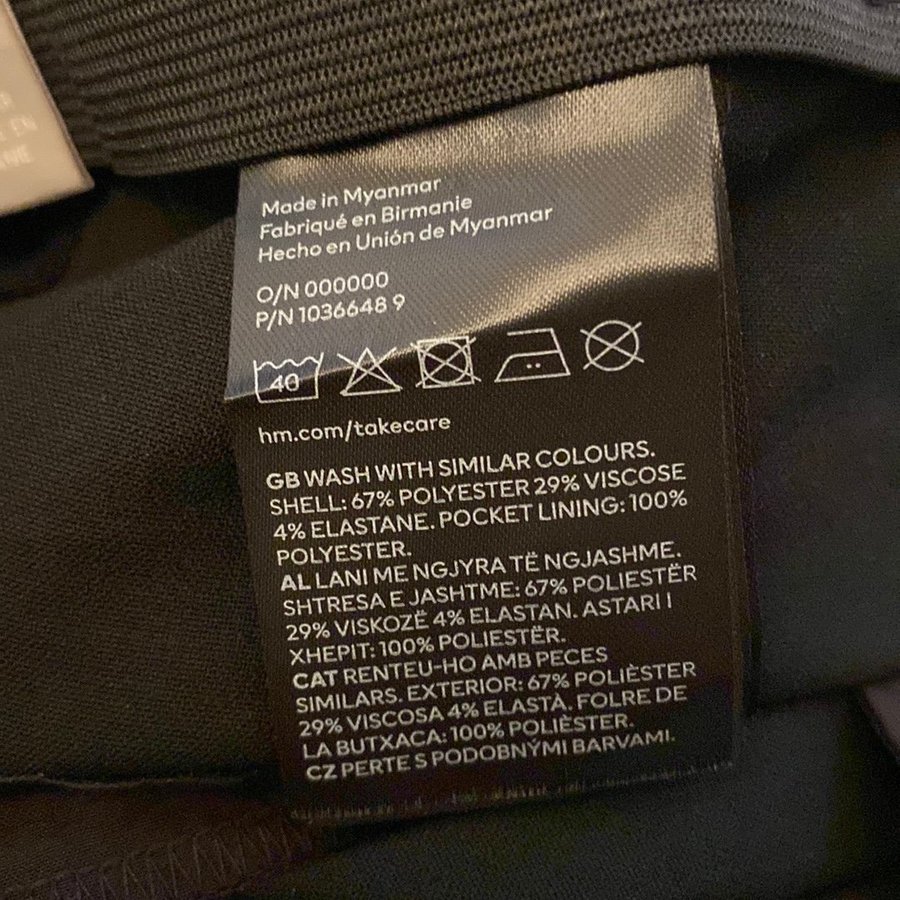 Made in Myanmar
Fabriqué en Birmanie
Hecho en Unión de Myanmar
O/N 000000
P/N 1036648 9
40
hm.com/takecare
GB WASH WITH SIMILAR COLOURS.
SHELL: 67% POLYESTER 29% VISCOSE
4% ELASTANE. POCKET LINING: 100%
POLYESTER.
AL LANI ME NGJYRA TË NGJASHME.
SHTRESA E JASHTME: 67% POLIESTËR
29% VISKOZË 4% ELASTAN. ASTARI I
XHEPIT: 100% POLIESTËR.
CAT RENTEU-HO AMB PECES
SIMILARS. EXTERIOR: 67% POLIÈSTER
29% VISCOSA 4% ELASTÀ. FOLRE DE
LA BUTXACA: 100% POLIÈSTER.
CZ PERTE S PODOBNÝMI BARVAMI.